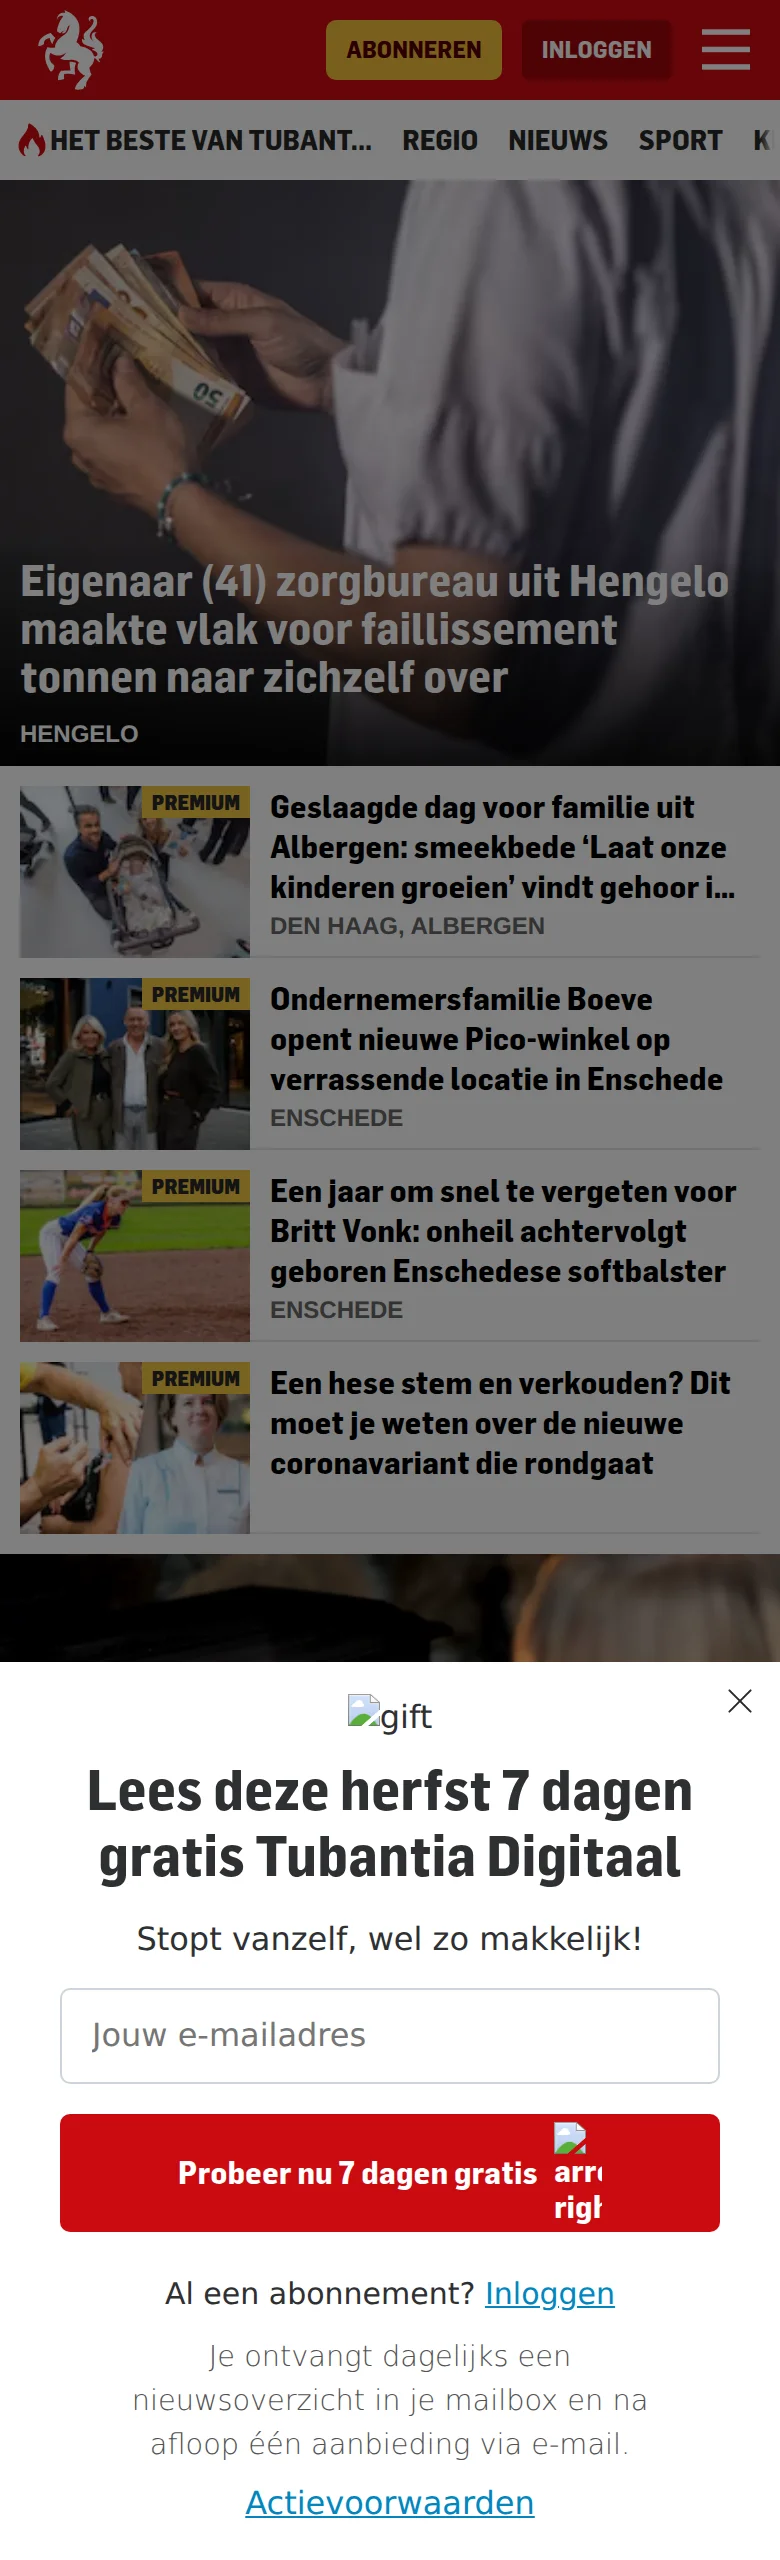 ABONNEREN
INLOGGEN
HET BESTE VAN TUBANT...
REGIO
NIEUWS
SPORT
50
Eigenaar (41) zorgbureau uit Hengelo
maakte vlak voor faillissement
tonnen naar zichzelf over
HENGELO
PREMIUM
Geslaagde dag voor familie uit
Albergen: smeekbede ‘Laat onze
kinderen groeien’ vindt gehoor i...
DEN HAAG, ALBERGEN
PREMIUM
Ondernemersfamilie Boeve
opent nieuwe Pico-winkel op
verrassende locatie in Enschede
ENSCHEDE
PREMIUM
Een jaar om snel te vergeten voor
Britt Vonk: onheil achtervolgt
geboren Enschedese softbalster
ENSCHEDE
PREMIUM
Een hese stem en verkouden? Dit
moet je weten over de nieuwe
coronavariant die rondgaat
gift
Lees deze herfst 7 dagen
gratis Tubantia Digitaal
Stopt vanzelf, wel zo makkelijk!
Jouw e-mailadres
Probeer nu 7 dagen gratis
Al een abonnement? Inloggen
Je ontvangt dagelijks een
nieuwsoverzicht in je mailbox en na
afloop één aanbieding via e-mail.
Actievoorwaarden